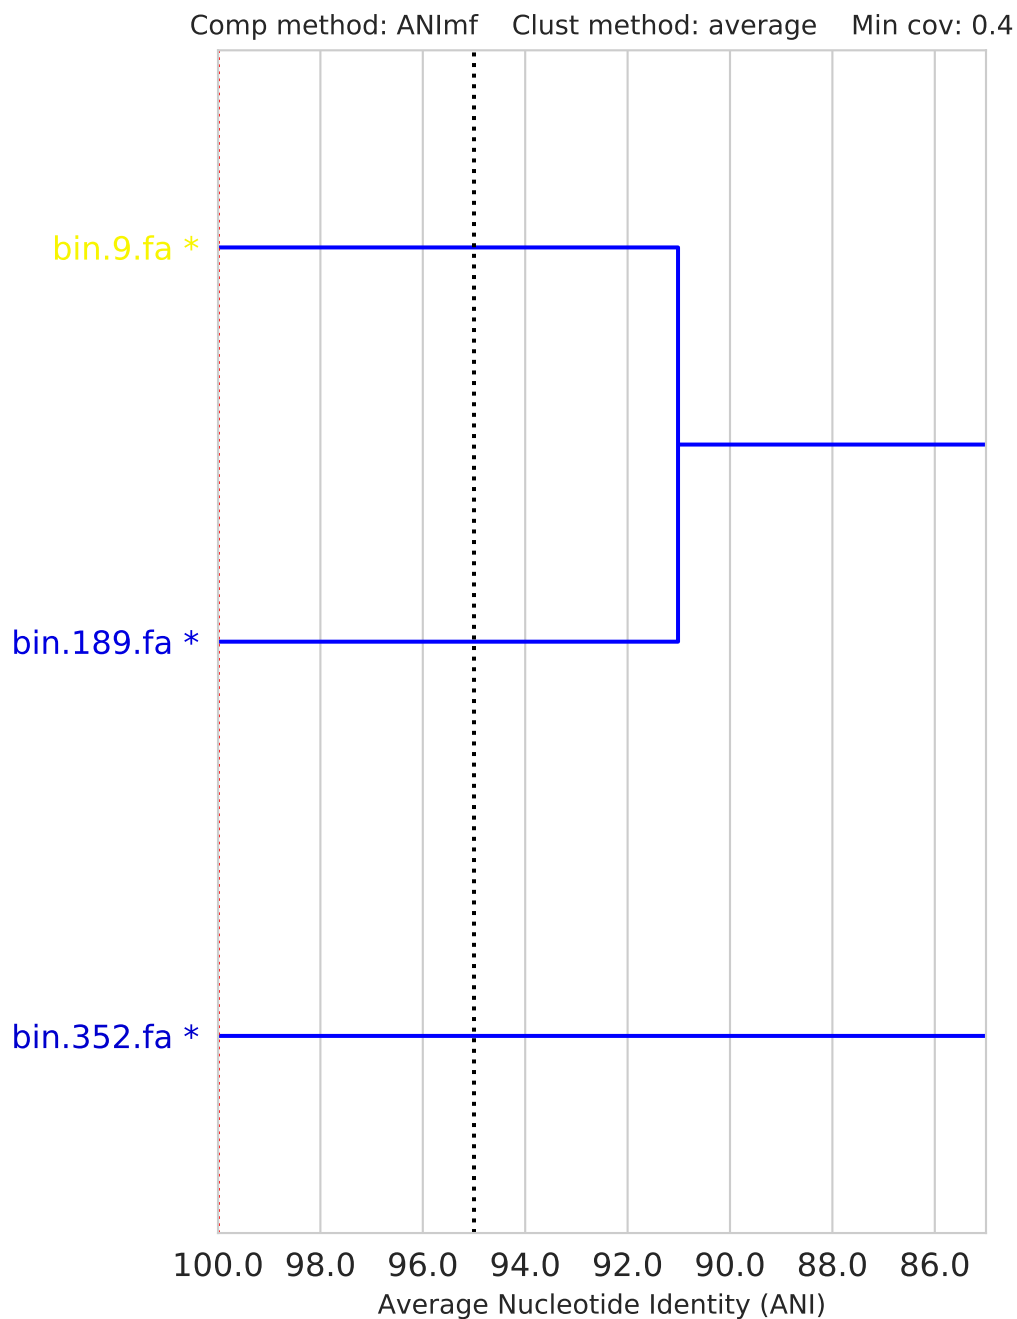 Comp method: ANImf    Clust method: average    Min cov: 0.4
bin.9.fa *
bin.189.fa *
bin.352.fa *
100.0 98.0 96.0 94.0 92.0 90.0 88.0 86.0
Average Nucleotide Identity (ANI)